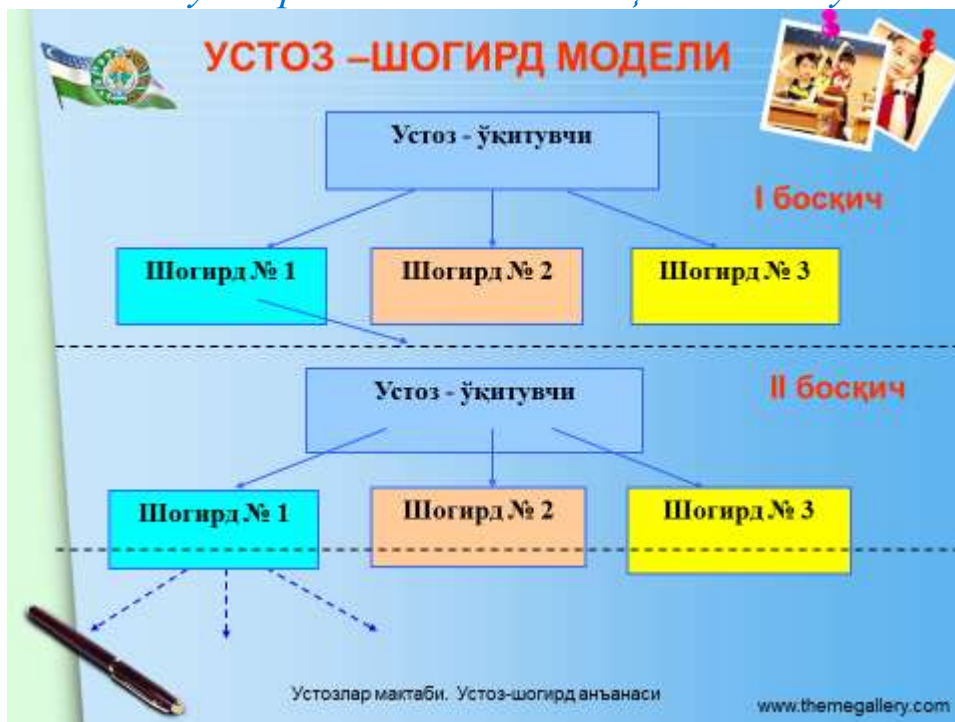 УСТОЗ –ШОГИРД МОДЕЛИ
Устоз - ўқитувчи
I босқич
Шогирд № 1
Шогирд № 2
Шогирд № 3
Устоз - ўқитувчи
II босқич
Шогирд № 1
Шогирд № 2
Шогирд № 3
Устозлар мактаби. Устоз-шогирд анъанаси
www.themegallery.com